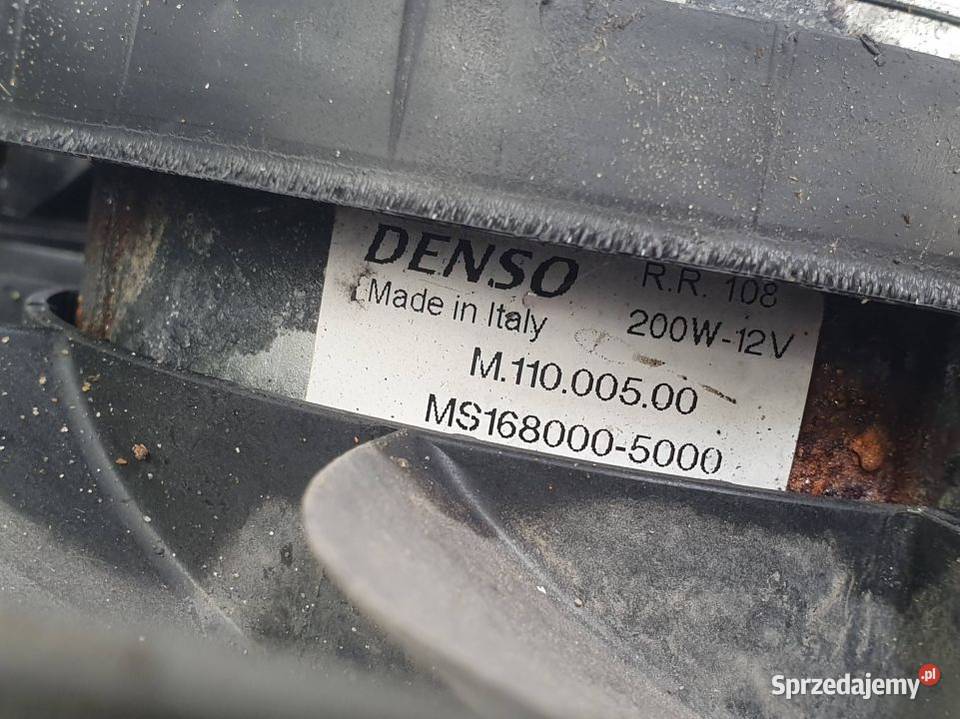 DENSO R.R. 108
Made in Italy 200W-12V
M.110.005.00
MS168000-5000
Sprzedajemy.pl